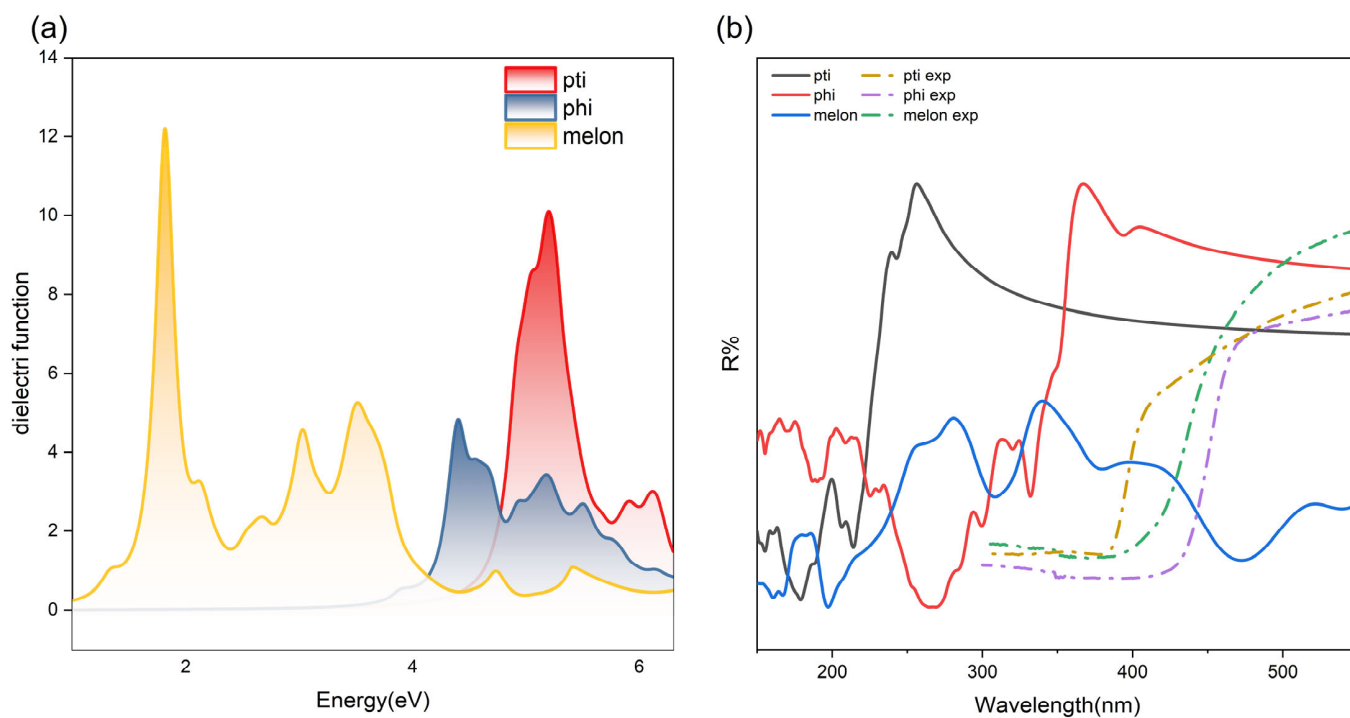 (a)
14
12
10
8
6
4
2
0
dielectri function
pti
phi
melon
2
4
6
Energy(eV)
(b)
pti
pti exp
phi
phi exp
melon
melon exp
R%
200
300
400
500
Wavelength(nm)